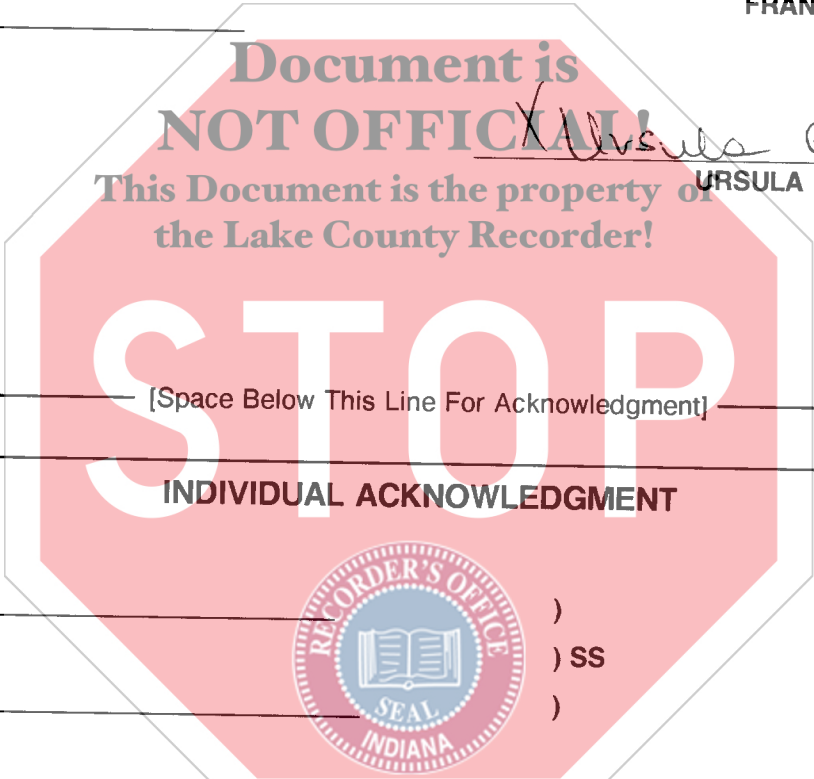 FRAN
Document is
NOT OFFICIAL!
X Ursula
This Document is the property of
URSULA
the Lake County Recorder!
STOP
[Space Below This Line For Acknowledgment]
INDIVIDUAL ACKNOWLEDGMENT
RECORDER'S OFFICE
)
) SS
)
SEAL
INDIANA